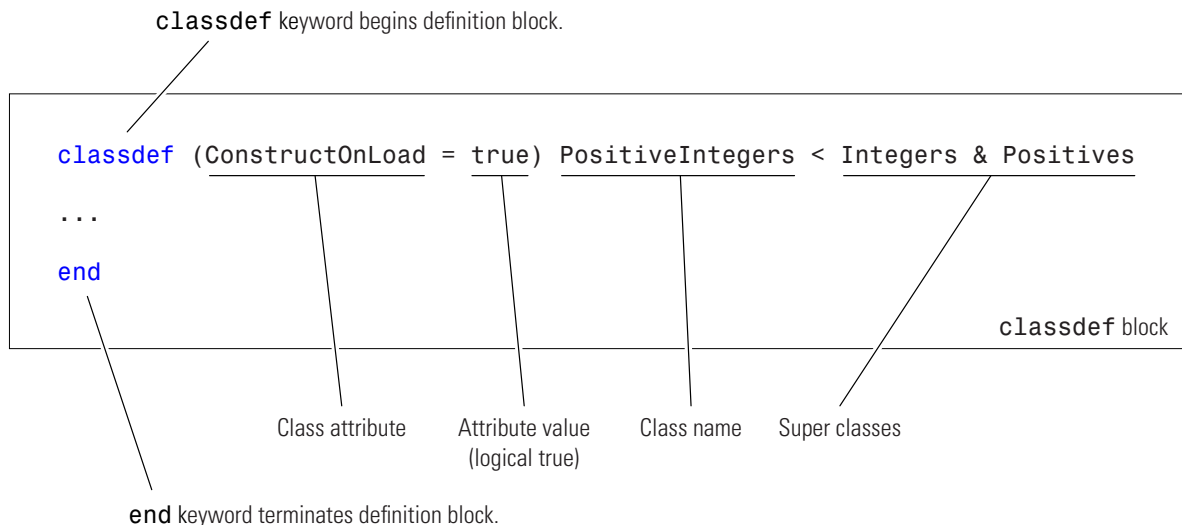 classdef keyword begins definition block.
classdef (ConstructOnLoad = true) PositiveIntegers < Integers & Positives
...
end
classdef block
Class attribute
Attribute value
(logical true)
Class name
Super classes
end keyword terminates definition block.